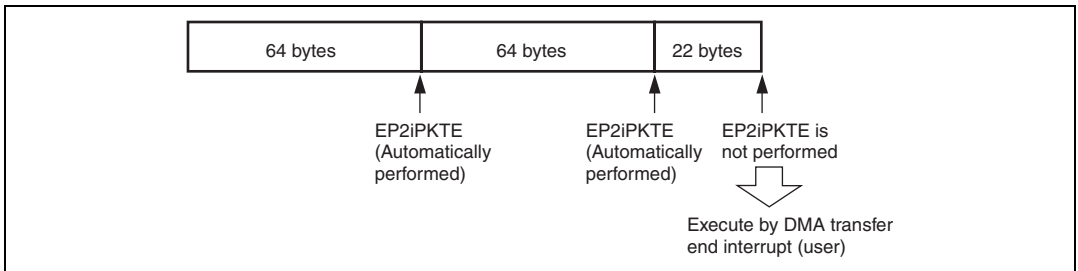 64 bytes
64 bytes
22 bytes
EP2iPKTE
(Automatically
performed)
EP2iPKTE
(Automatically
performed)
EP2iPKTE is
not performed
Execute by DMA transfer
end interrupt (user)